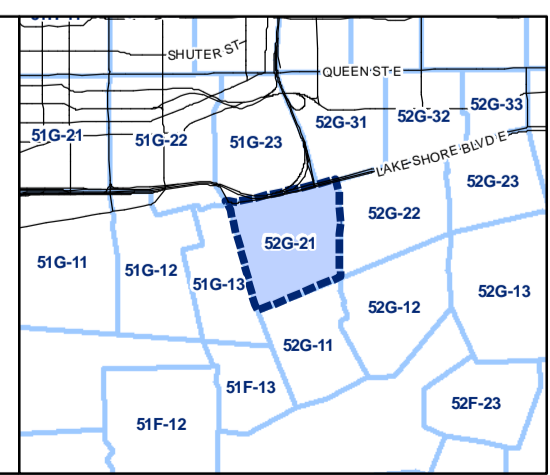 SHUTER ST
QUEEN ST E
52G-33
52G-31
52G-32
51G-21
51G-22
51G-23
LAKE SHORE BLVD E
52G-23
52G-22
52G-21
51G-11
51G-12
51G-13
52G-13
52G-12
52G-11
51F-13
52F-23
51F-12